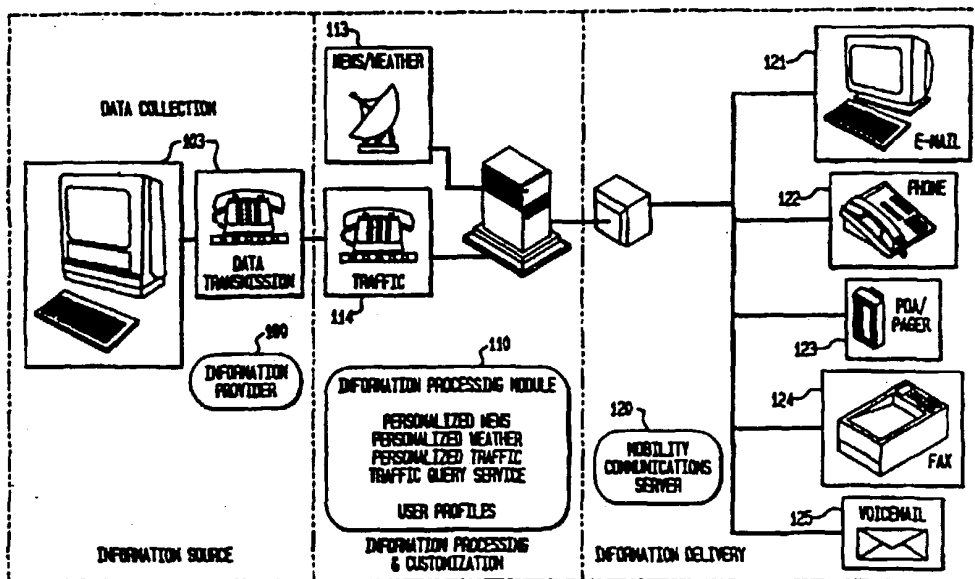 DATA COLLECTION
103
DATA
TRANSMISSION
100
INFORMATION
PROVIDER
INFORMATION SOURCE
113
NEWS/WEATHER
TRAFFIC
114
110
INFORMATION PROCESSING MODULE
PERSONALIZED NEWS
PERSONALIZED WEATHER
PERSONALIZED TRAFFIC
TRAFFIC QUERY SERVICE
USER PROFILES
INFORMATION PROCESSING
& CUSTOMIZATION
120
MOBILITY
COMMUNICATIONS
SERVER
INFORMATION DELIVERY
121
E-MAIL
122
PHONE
PDA/
PAGER
123
124
FAX
125
VOICEMAIL